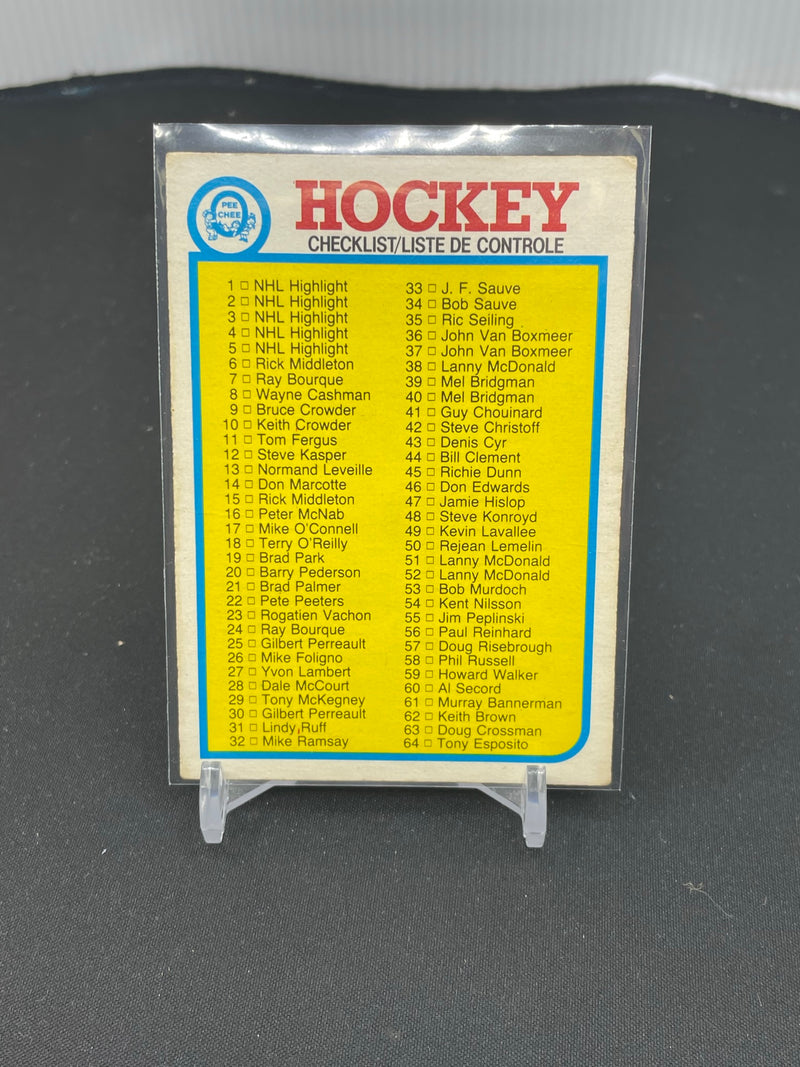 PEE
CHEE
HOCKEY
CHECKLIST/LISTE DE CONTROLE
1 □ NHL Highlight
2 □ NHL Highlight
3 □ NHL Highlight
4 □ NHL Highlight
5 □ NHL Highlight
6 □ Rick Middleton
7 □ Ray Bourque
8 □ Wayne Cashman
9 □ Bruce Crowder
10 □ Keith Crowder
11 □ Tom Fergus
12 □ Steve Kasper
13 □ Normand Leveille
14 □ Don Marcotte
15 □ Rick Middleton
16 □ Peter McNab
17 □ Mike O'Connell
18 □ Terry O'Reilly
19 □ Brad Park
20 □ Barry Pederson
21 □ Brad Palmer
22 □ Pete Peeters
23 □ Rogatien Vachon
24 □ Ray Bourque
25 □ Gilbert Perreault
26 □ Mike Foligno
27 □ Yvon Lambert
28 □ Dale McCourt
29 □ Tony McKegney
30 □ Gilbert Perreault
31 □ Lindy Ruff
32 □ Mike Ramsay
33 □ J. F. Sauve
34 □ Bob Sauve
35 □ Ric Seiling
36 □ John Van Boxmeer
37 □ John Van Boxmeer
38 □ Lanny McDonald
39 □ Mel Bridgman
40 □ Mel Bridgman
41 □ Guy Chouinard
42 □ Steve Christoff
43 □ Denis Cyr
44 □ Bill Clement
45 □ Richie Dunn
46 □ Don Edwards
47 □ Jamie Hislop
48 □ Steve Konroyd
49 □ Kevin Lavallee
50 □ Rejean Lemelin
51 □ Lanny McDonald
52 □ Lanny McDonald
53 □ Bob Murdoch
54 □ Kent Nilsson
55 □ Jim Peplinski
56 □ Paul Reinhard
57 □ Doug Risebrough
58 □ Phil Russell
59 □ Howard Walker
60 □ Al Secord
61 □ Murray Bannerman
62 □ Keith Brown
63 □ Doug Crossman
64 □ Tony Esposito